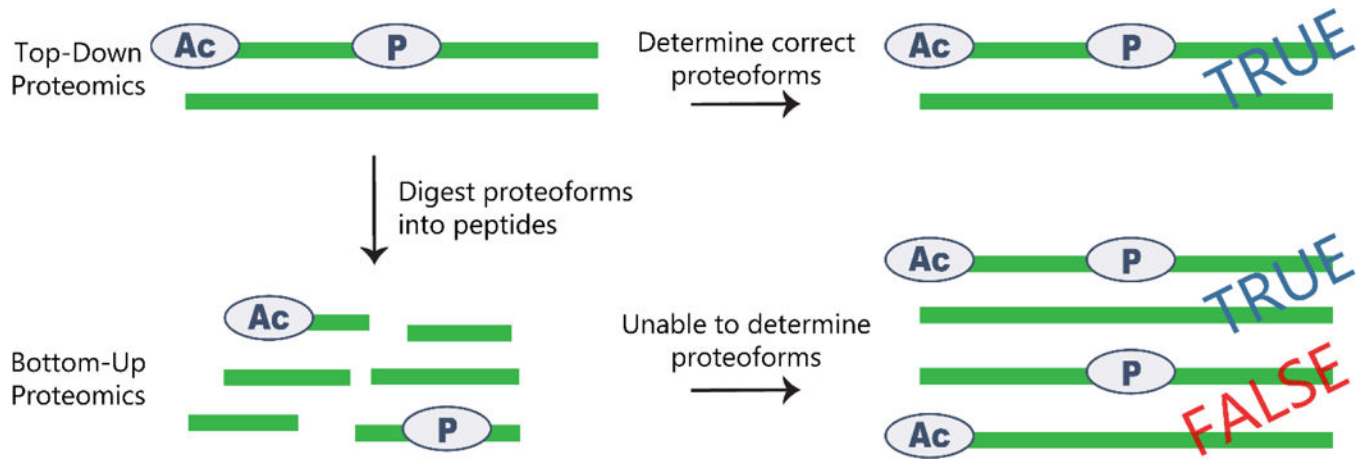 Top-Down
Proteomics
Ac
P
Determine correct
proteoforms
Ac
P
TRUE
Digest proteoforms
into peptides
Bottom-Up
Proteomics
Ac
P
Unable to determine
proteoforms
Ac
P
TRUE
P
Ac
FALSE